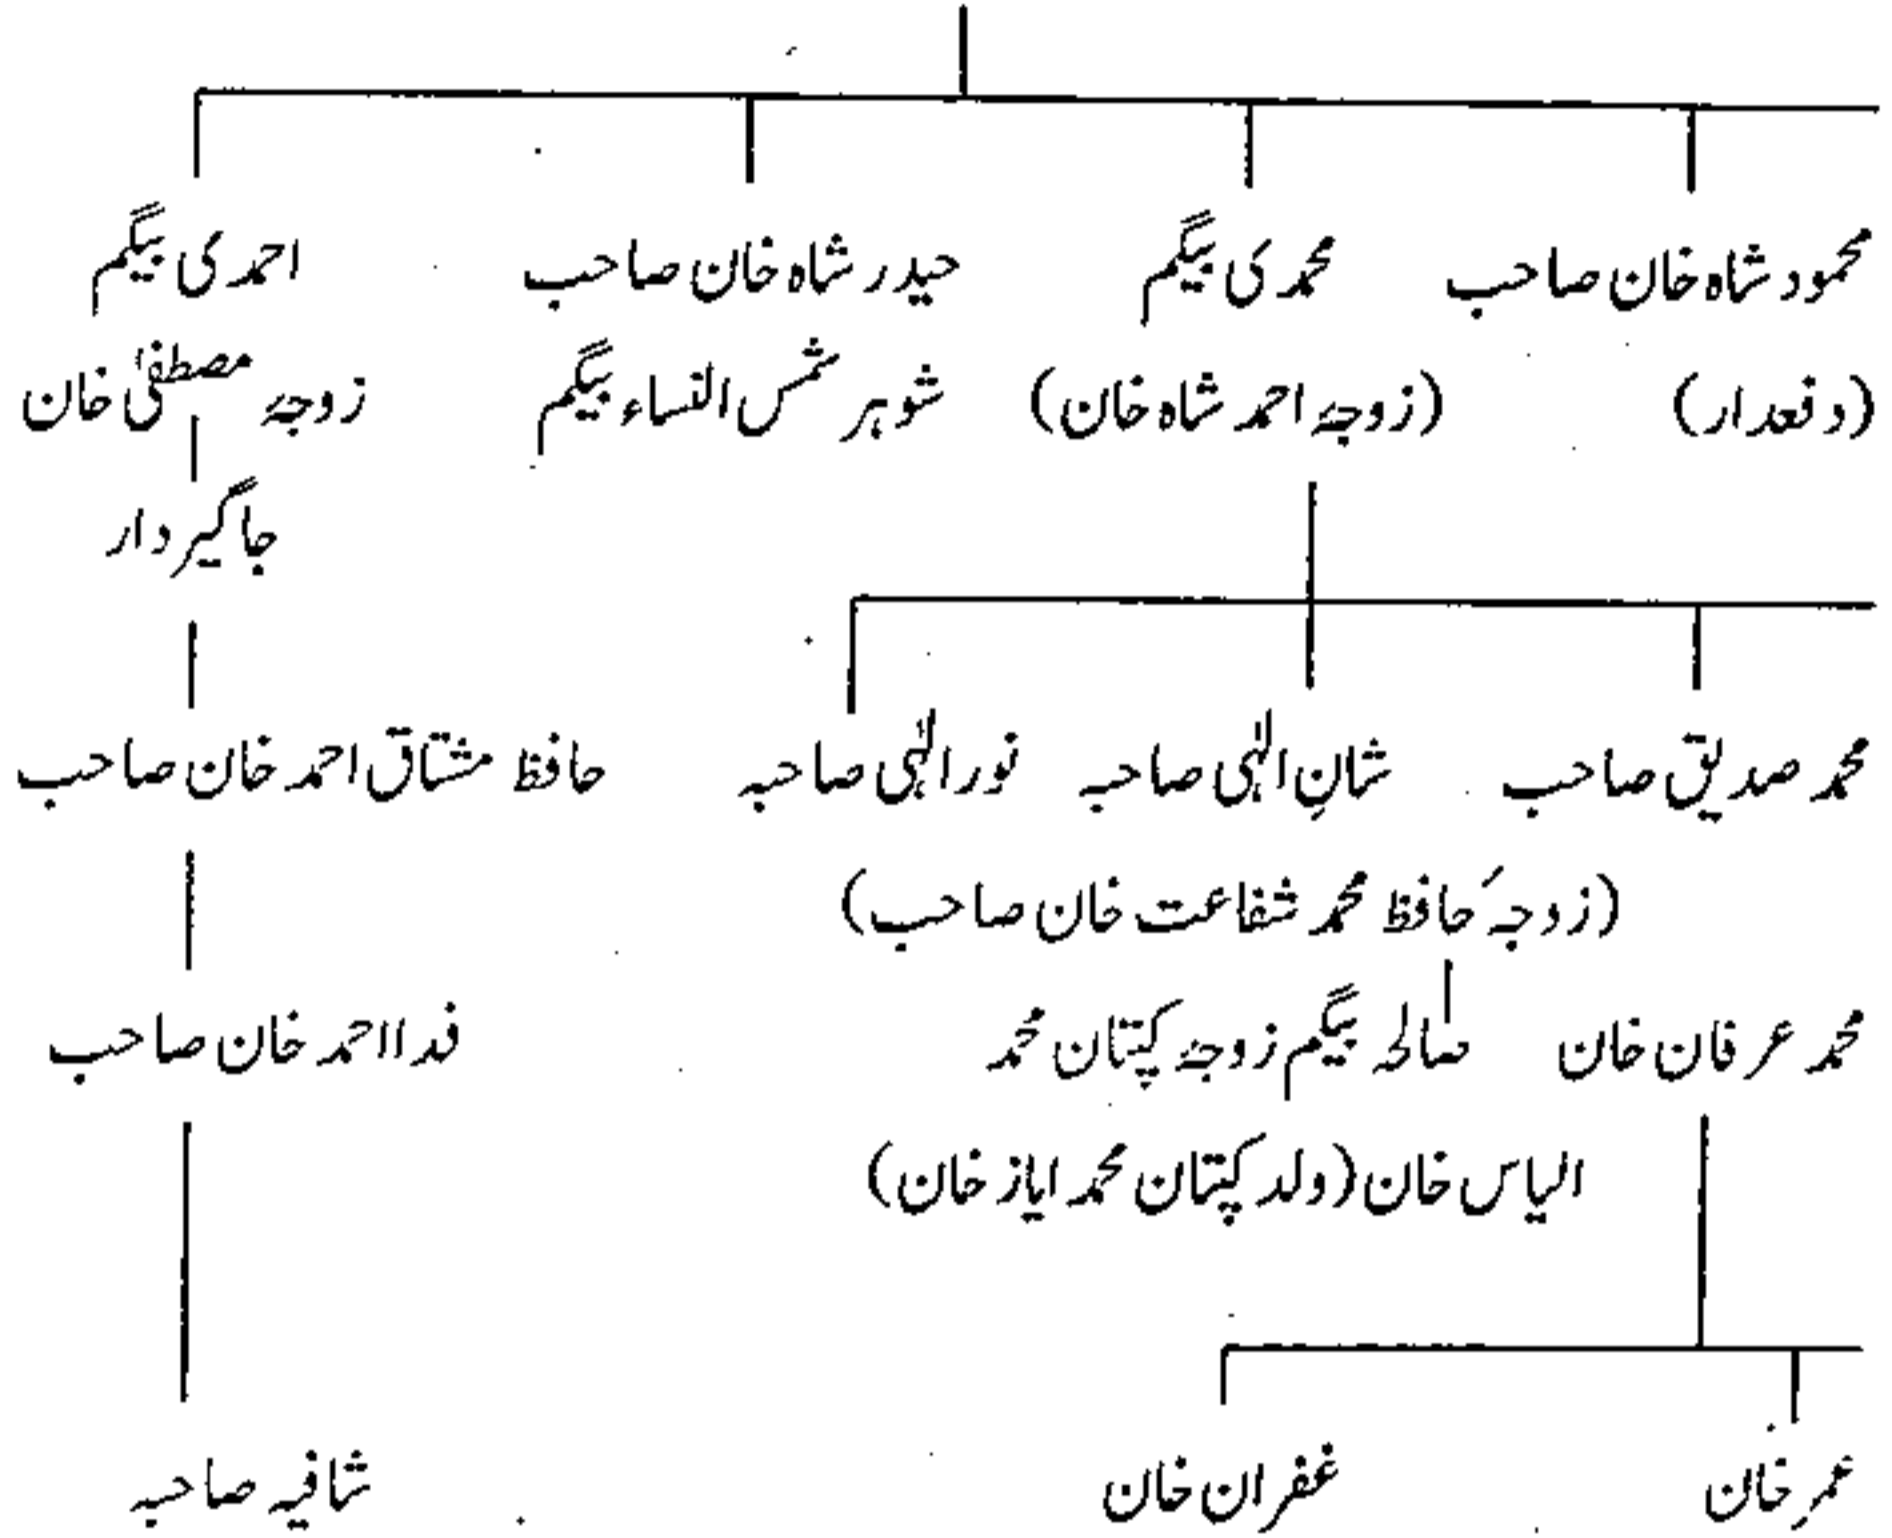 محمود شاہ خان صاحب محمدی بیگم حیدر شاہ خان صاحب احمدی بیگم
(دفعدار) (زوجۂ احمد شاہ خان) شوہر شمس النساء بیگم زوجۂ مصطفیٰ خان
جاگیردار
محمد صدیق صاحب شانِ الٰہی صاحبہ نور الٰہی صاحبہ حافظ مشتاق احمد خان صاحب
(زوجہَ حافظ محمد شفاعت خان صاحب)
محمد عرفان خان صالحہ بیگم زوجۂ کپتان محمد فدا احمد خان صاحب
الیاس خان (ولد کپتان محمد ایاز خان)
عمر خان غفران خان شافیہ صاحبہ